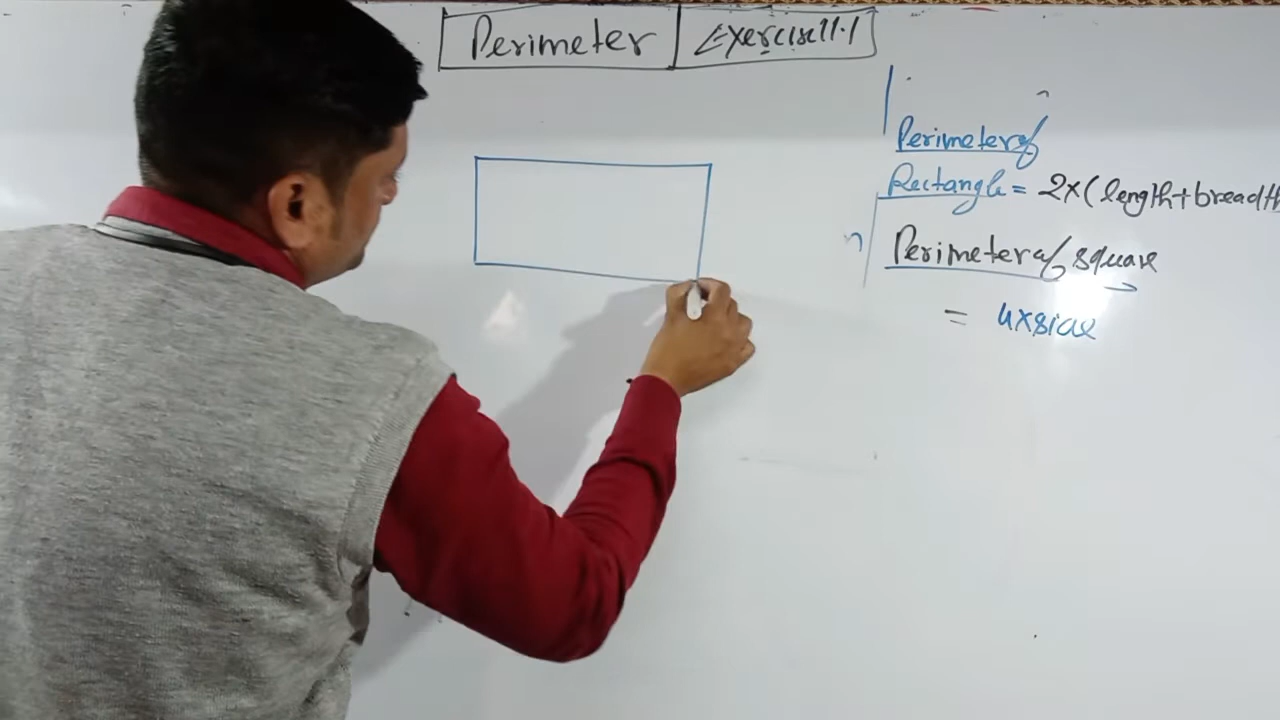 Perimeter Exercise 11.1
Perimeter of
Rectangle = 2×(length+breadth
Perimeter of square
= 4×side